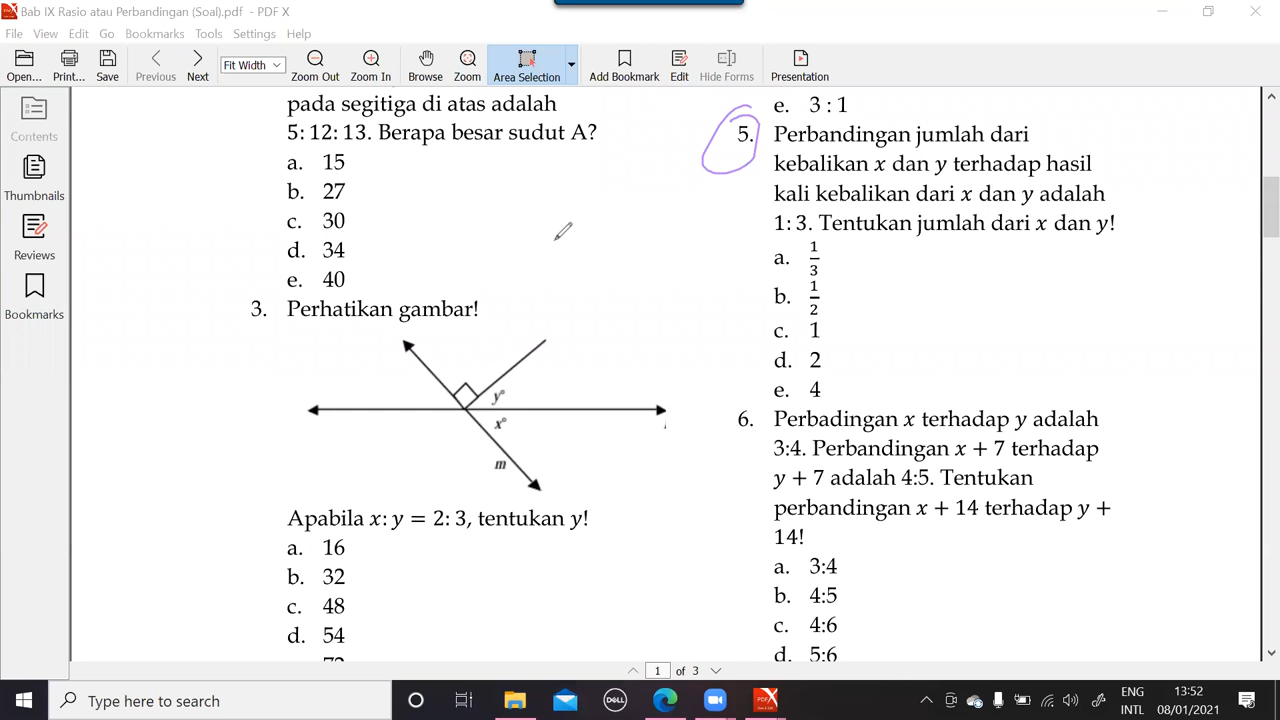 Bab IX Rasio atau Perbandingan (Soal).pdf - PDF X
File View Edit Go Bookmarks Tools Settings Help
Open... Print... Save Previous Next Fit Width Zoom Out Zoom In Browse Zoom Area Selection Add Bookmark Edit Hide Forms Presentation
Contents
Thumbnails
Reviews
Bookmarks
pada segitiga di atas adalah
5: 12: 13. Berapa besar sudut A?
a. 15
b. 27
c. 30
d. 34
e. 40
3. Perhatikan gambar!
y°
x°
m
Apabila x: y = 2: 3, tentukan y!
a. 16
b. 32
c. 48
d. 54
e. 3 : 1
5. Perbandingan jumlah dari
kebalikan x dan y terhadap hasil
kali kebalikan dari x dan y adalah
1: 3. Tentukan jumlah dari x dan y!
a. 1/3
b. 1/2
c. 1
d. 2
e. 4
6. Perbadingan x terhadap y adalah
3:4. Perbandingan x + 7 terhadap
y + 7 adalah 4:5. Tentukan
perbandingan x + 14 terhadap y +
14!
a. 3:4
b. 4:5
c. 4:6
d. 5:6
1 of 3
Type here to search
DELL
PDF X
ENG 13:52
INTL 08/01/2021